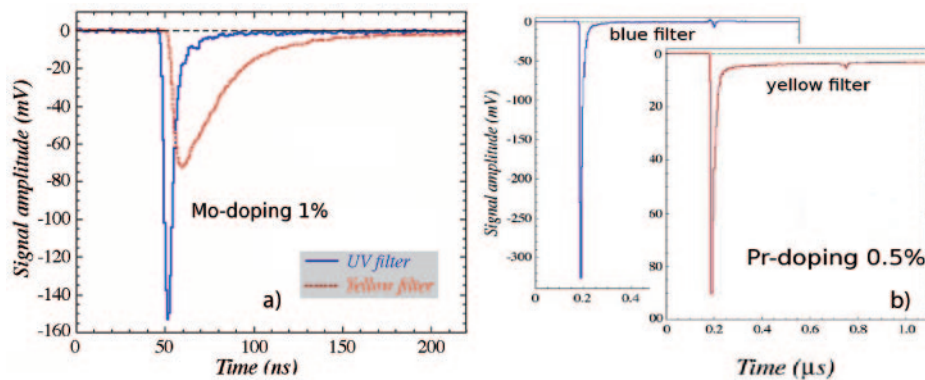 0
-20
-40
-60
-80
-100
-120
-140
-160
Signal amplitude (mV)
Mo-doping 1%
UV filter
Yellow filter
a)
0 50 100 150 200
Time (ns)
0
-50
-100
-150
-200
-250
-300
Signal amplitude (mV)
blue filter
0 0.2 0.4
0
20
40
60
80
00
yellow filter
Pr-doping 0.5%
b)
0 0.2 0.4 0.6 0.8 1.0
Time (μs)